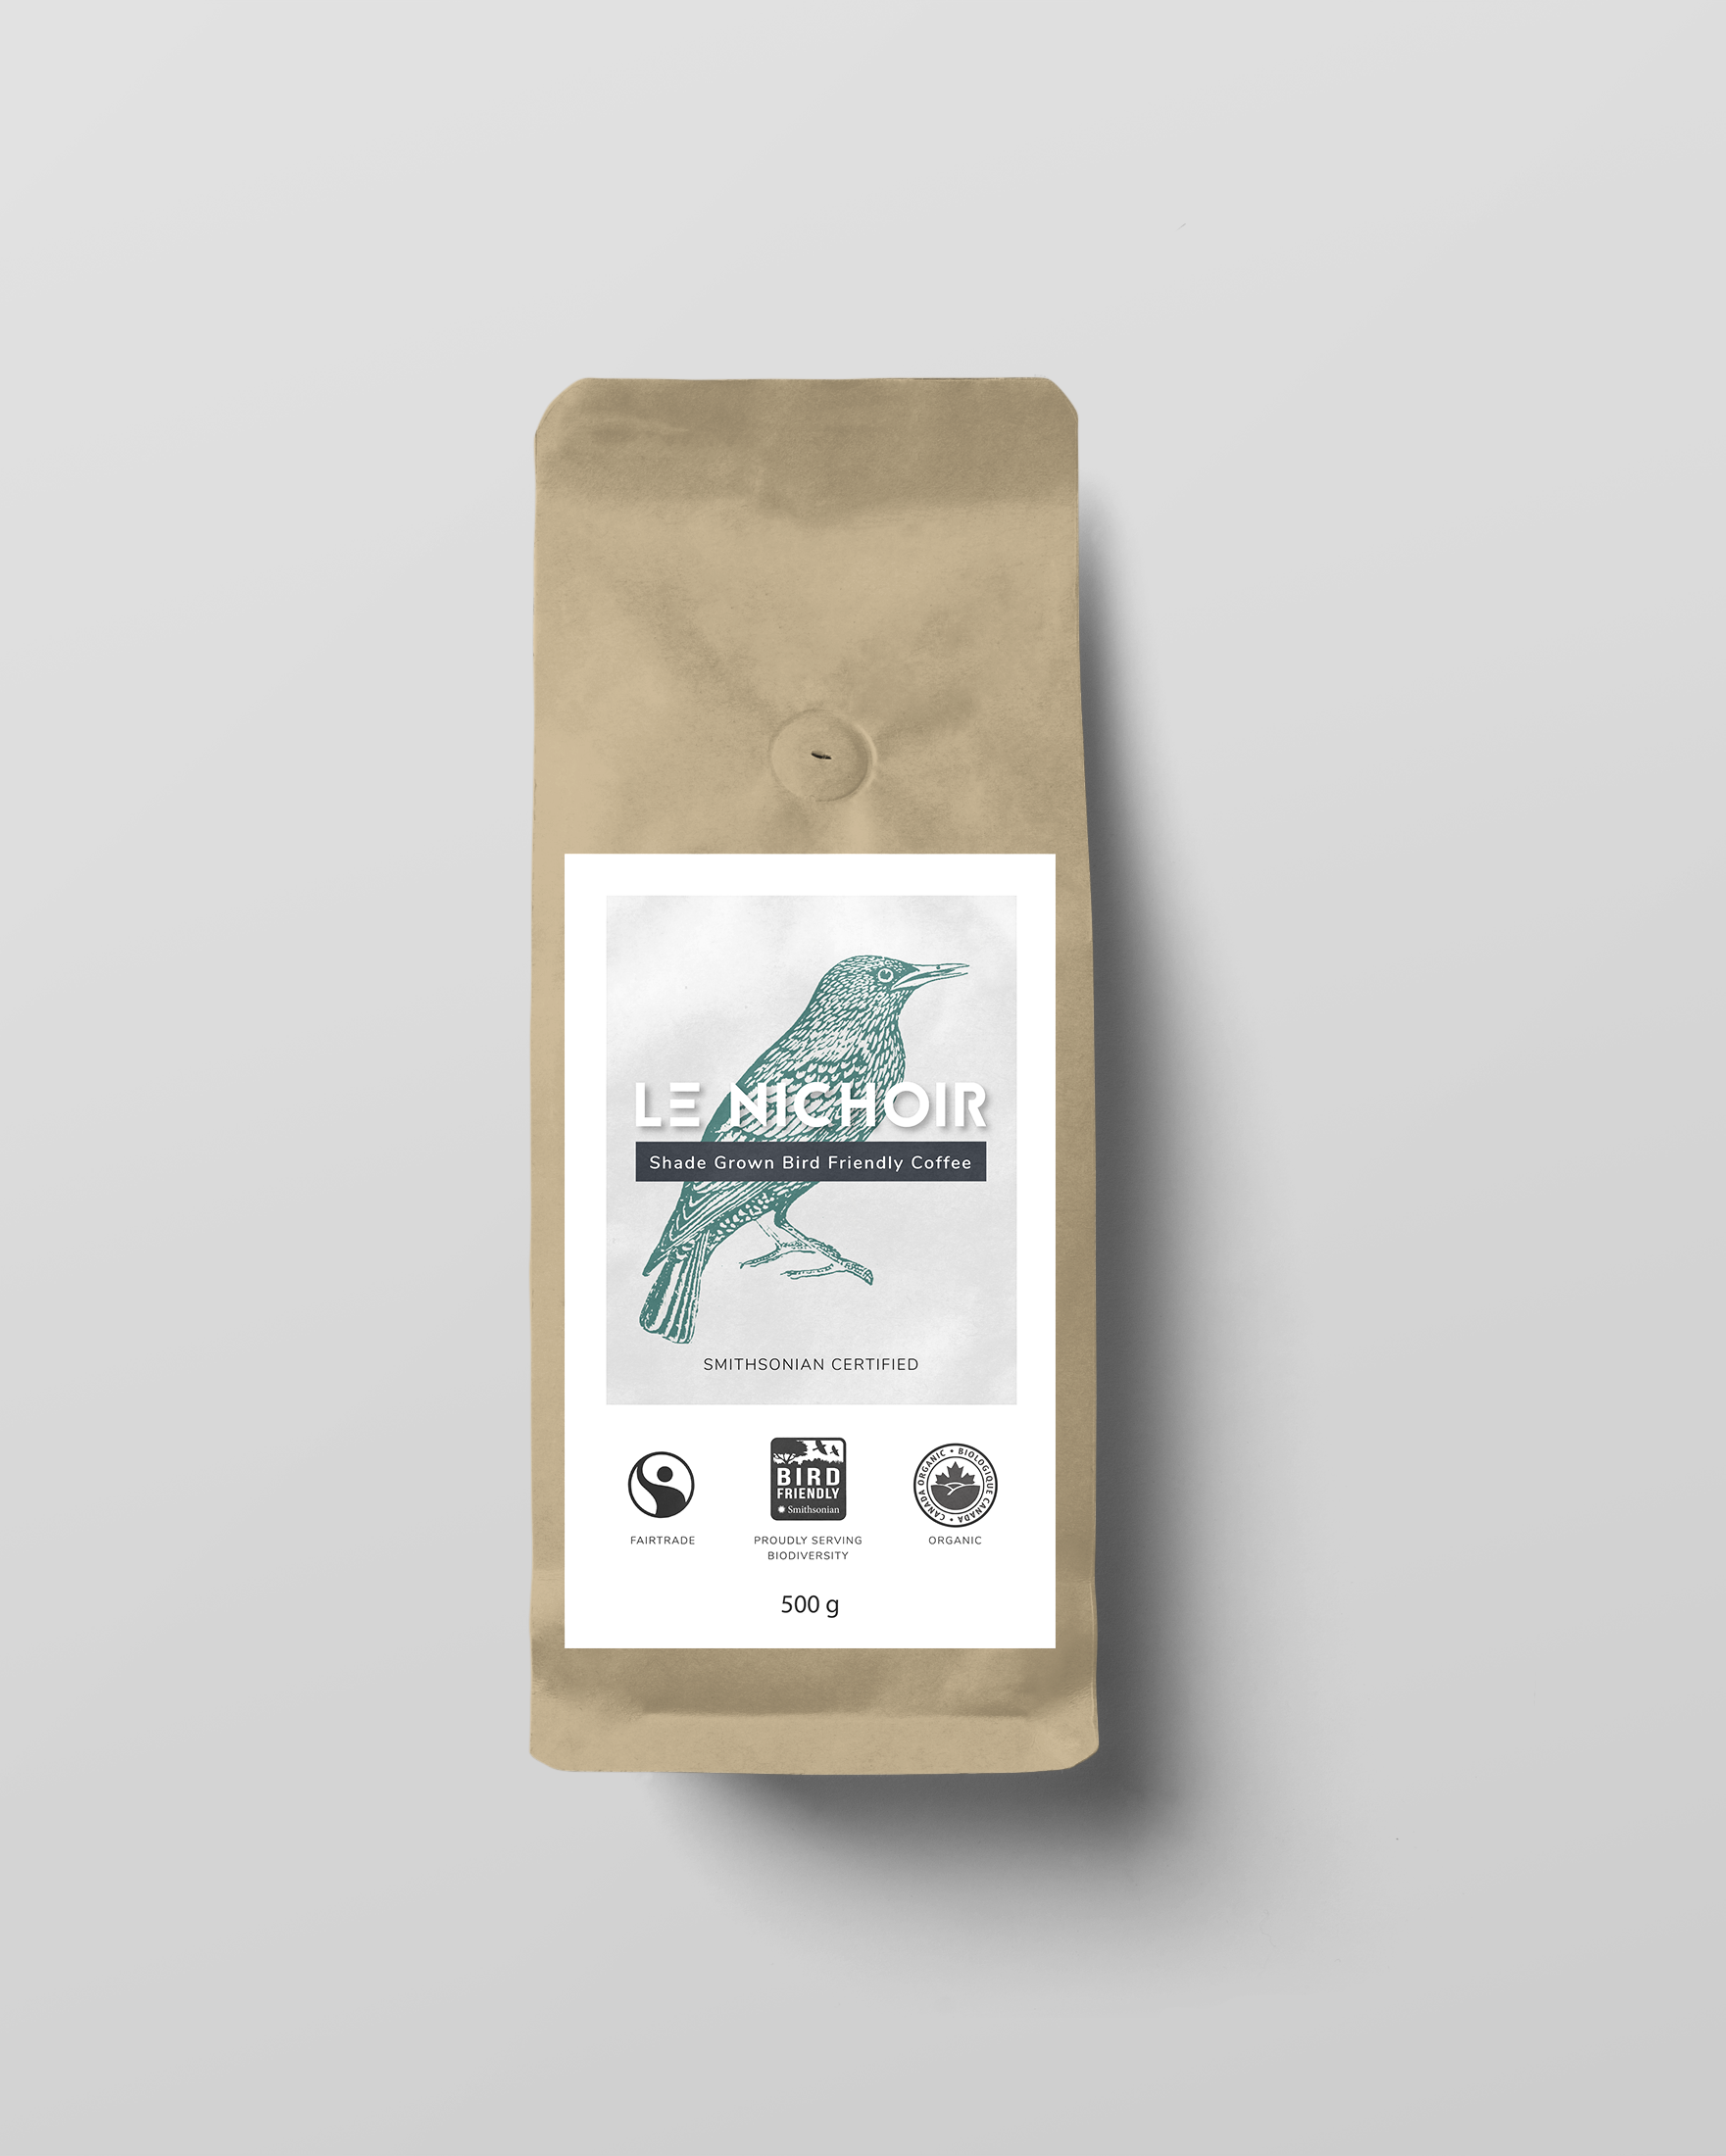 LE NICHOIR
Shade Grown Bird Friendly Coffee
SMITHSONIAN CERTIFIED
BIRD
FRIENDLY
Smithsonian
CANADA ORGANIC • BIOLOGIQUE CANADA •
FAIRTRADE
PROUDLY SERVING
BIODIVERSITY
ORGANIC
500 g